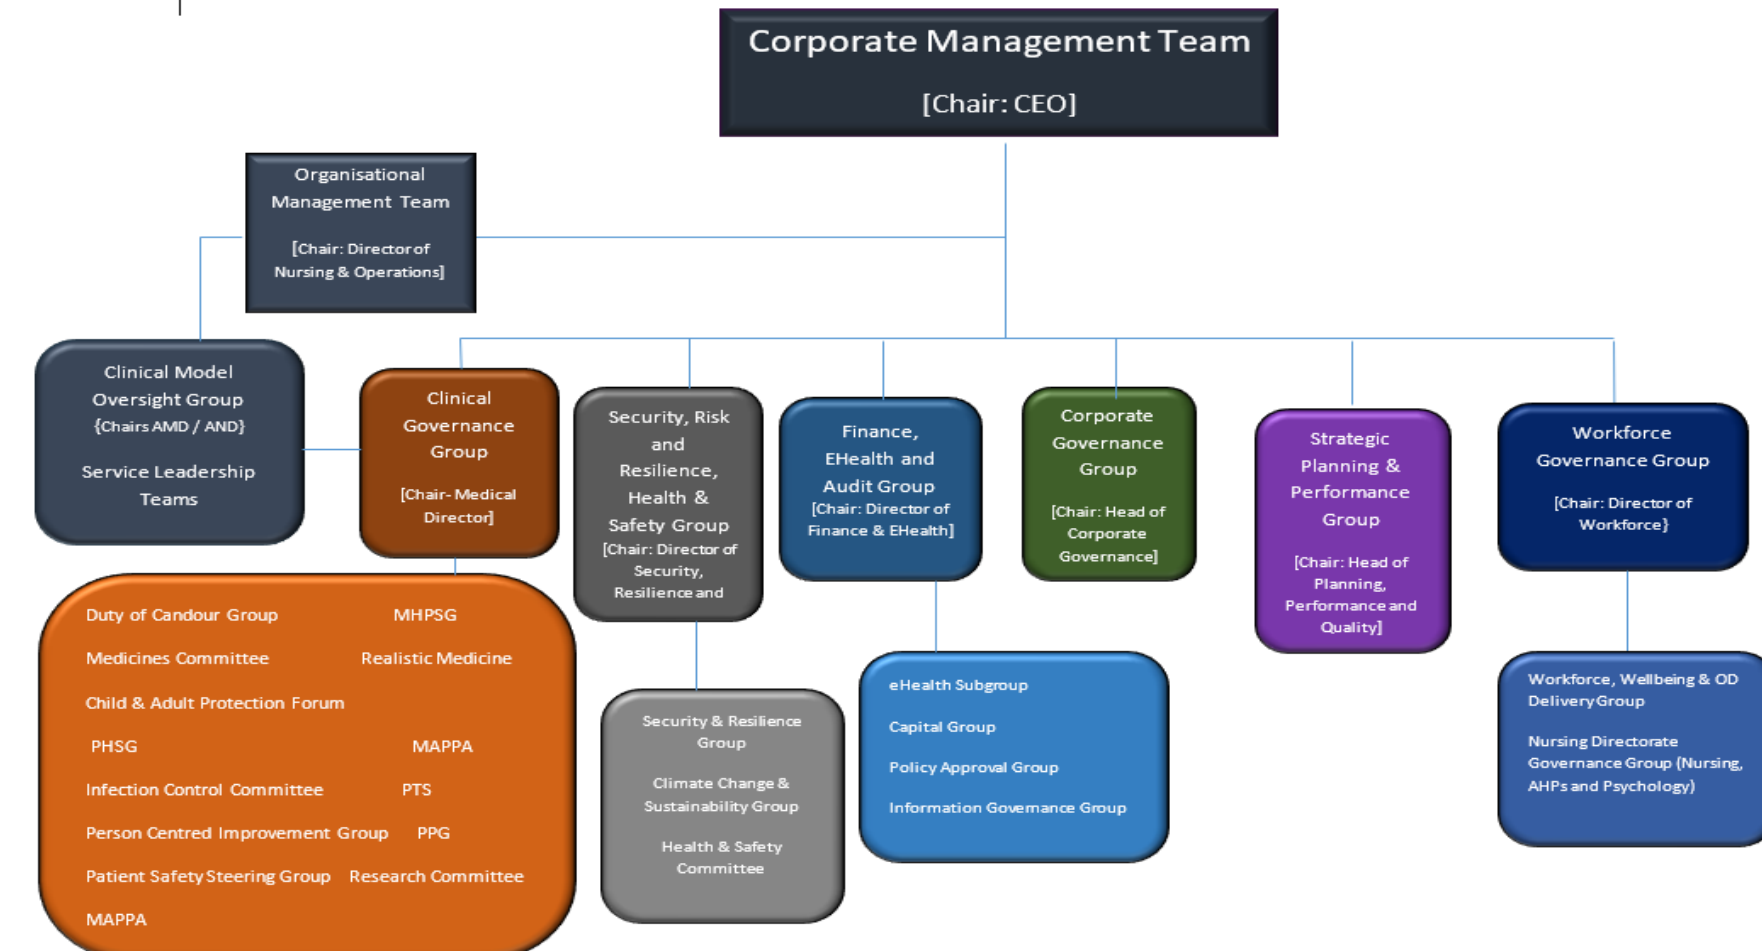 Corporate Management Team
[Chair: CEO]
Organisational
Management Team
[Chair: Director of
Nursing & Operations]
Clinical Model
Oversight Group
{Chairs AMD / AND}
Service Leadership
Teams
Clinical
Governance
Group
[Chair- Medical
Director]
Security, Risk
and
Resilience,
Health &
Safety Group
[Chair: Director of
Security,
Resilience and
Finance,
EHealth and
Audit Group
[Chair: Director of
Finance & EHealth]
Corporate
Governance
Group
[Chair: Head of
Corporate
Governance]
Strategic
Planning &
Performance
Group
[Chair: Head of
Planning,
Performance and
Quality]
Workforce
Governance Group
[Chair: Director of
Workforce}
Duty of Candour Group MHPSG
Medicines Committee Realistic Medicine
Child & Adult Protection Forum
PHSG MAPPA
Infection Control Committee PTS
Person Centred Improvement Group PPG
Patient Safety Steering Group Research Committee
MAPPA
Security & Resilience
Group
Climate Change &
Sustainability Group
Health & Safety
Committee
eHealth Subgroup
Capital Group
Policy Approval Group
Information Governance Group
Workforce, Wellbeing & OD
Delivery Group
Nursing Directorate
Governance Group (Nursing,
AHPs and Psychology)